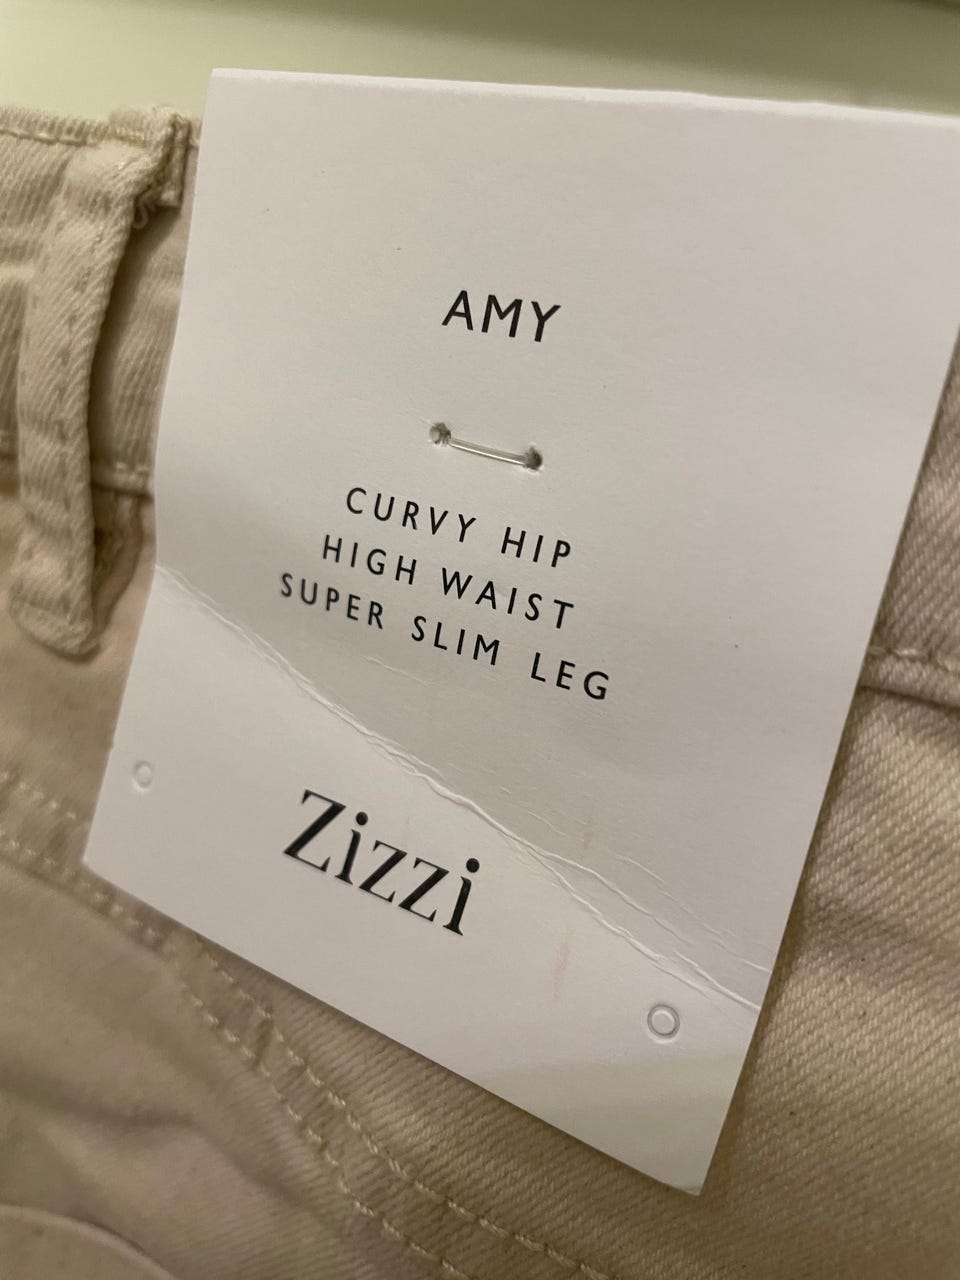 AMY
CURVY HIP
HIGH WAIST
SUPER SLIM LEG
Zizzi